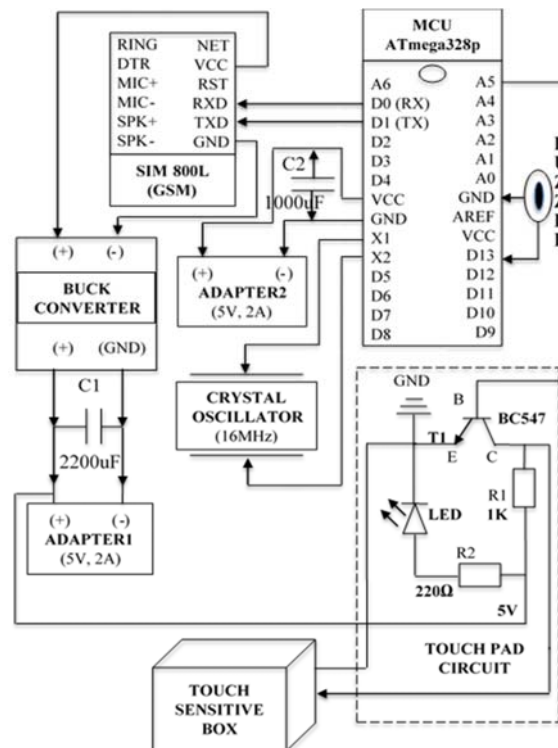 MCU
ATmega328p
RING NET
DTR VCC
MIC+ RST
MIC- RXD
SPK+ TXD
SPK- GND
SIM 800L
(GSM)
A6 A5
D0 (RX) A4
D1 (TX) A3
D2 A2
D3 A1
D4 A0
VCC GND
GND AREF
X1 VCC
X2 D13
D5 D12
D6 D11
D7 D10
D8 D9
C2
1000uF
(+) (-)
BUCK
CONVERTER
(+) (GND)
(+) (-)
ADAPTER2
(5V, 2A)
C1
2200uF
CRYSTAL
OSCILLATOR
(16MHz)
(+) (-)
ADAPTER1
(5V, 2A)
GND
B
BC547
T1
E C
R1
1K
LED
R2
220Ω
5V
TOUCH PAD
CIRCUIT
TOUCH
SENSITIVE
BOX